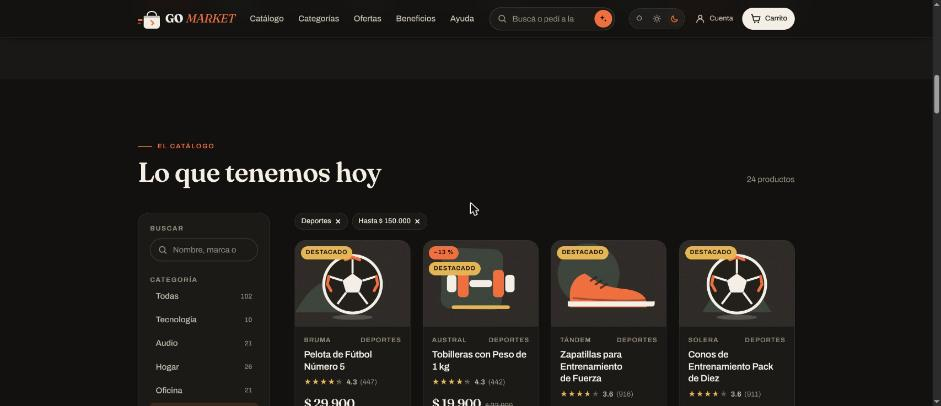 GO MARKET Catálogo Categorías Ofertas Beneficios Ayuda Buscá o pedí a la Cuenta Carrito
EL CATÁLOGO
Lo que tenemos hoy
24 productos
BUSCAR
Nombre, marca o
CATEGORÍA
Todas 102
Tecnología 10
Audio 21
Hogar 26
Oficina 21
Deportes × Hasta $ 150.000 ×
DESTACADO
BRUMA DEPORTES
Pelota de Fútbol
Número 5
★★★★★ 4.3 (447)
$ 29.900
−13 %
DESTACADO
AUSTRAL DEPORTES
Tobilleras con Peso de
1 kg
★★★★★ 4.3 (442)
$ 19.900
DESTACADO
TÁNDEM DEPORTES
Zapatillas para
Entrenamiento
de Fuerza
★★★★★ 3.6 (916)
DESTACADO
SOLERA DEPORTES
Conos de
Entrenamiento Pack
de Diez
★★★★★ 3.6 (911)